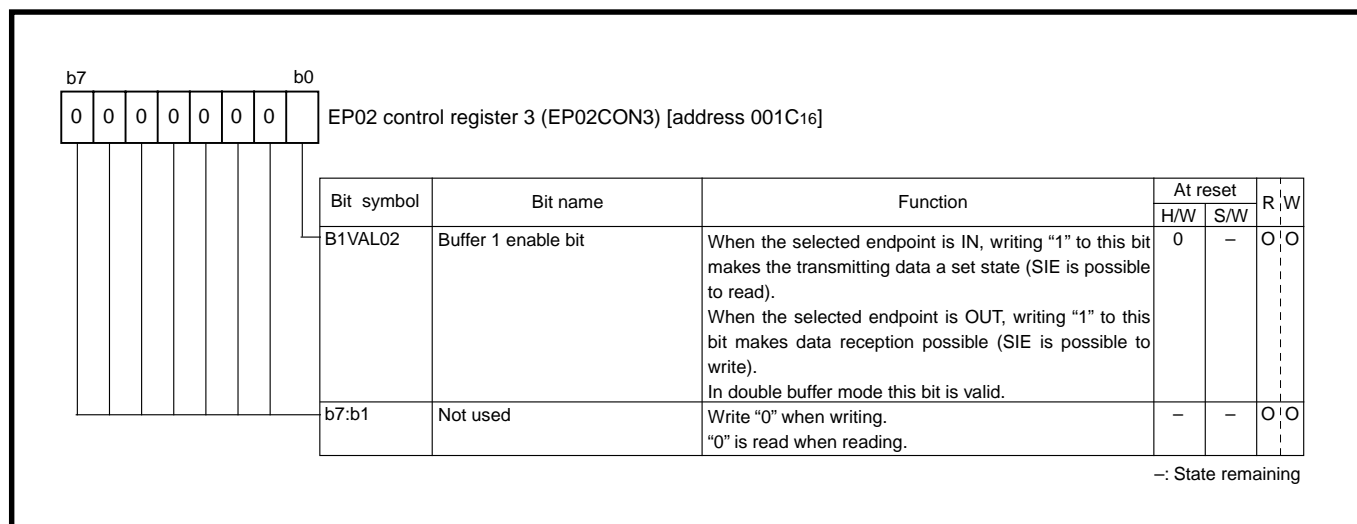 b7 b0
0 0 0 0 0 0 0
EP02 control register 3 (EP02CON3) [address 001C16]
Bit symbol Bit name Function At reset R W
H/W S/W
B1VAL02 Buffer 1 enable bit When the selected endpoint is IN, writing “1” to this bit 0 – O O
makes the transmitting data a set state (SIE is possible
to read).
When the selected endpoint is OUT, writing “1” to this
bit makes data reception possible (SIE is possible to
write).
In double buffer mode this bit is valid.
b7:b1 Not used Write “0” when writing. – – O O
“0” is read when reading.
–: State remaining